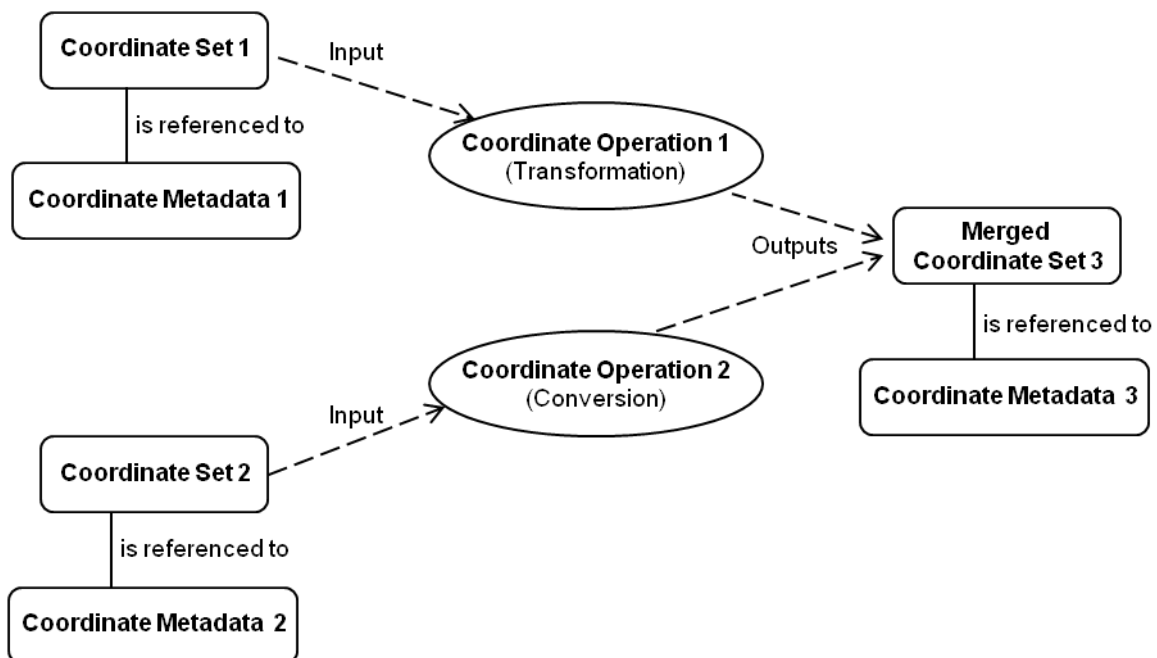 Coordinate Set 1
Input
is referenced to
Coordinate Metadata 1
Coordinate Operation 1
(Transformation)
Outputs
Merged
Coordinate Set 3
is referenced to
Coordinate Metadata 3
Coordinate Operation 2
(Conversion)
Input
Coordinate Set 2
is referenced to
Coordinate Metadata 2